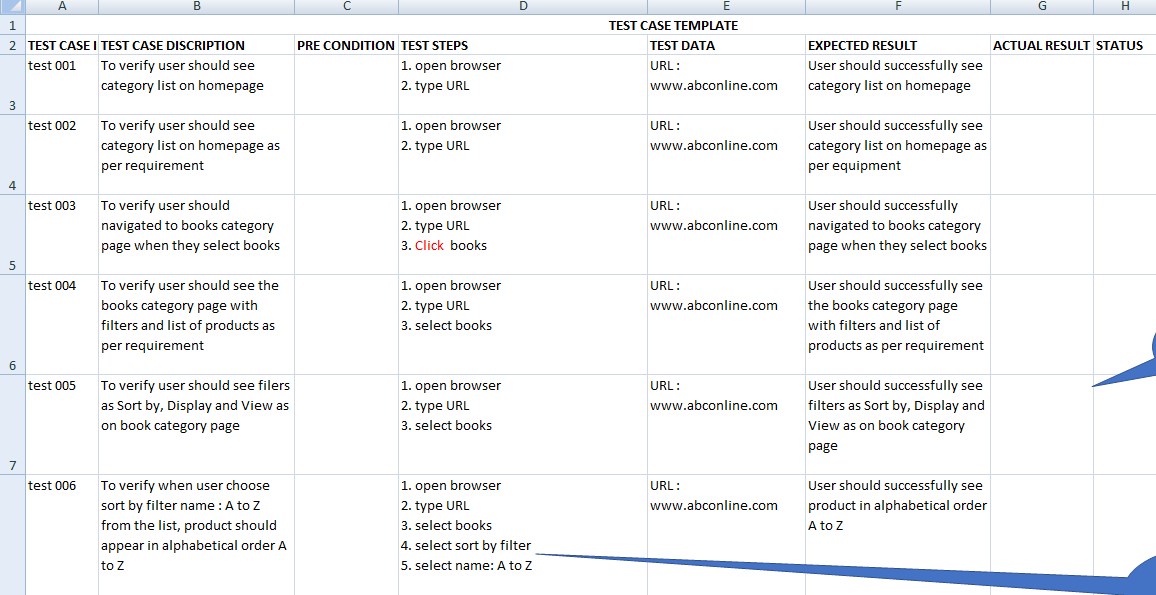 A B C D E F G H
1 TEST CASE TEMPLATE
2 TEST CASE I TEST CASE DISCRIPTION PRE CONDITION TEST STEPS TEST DATA EXPECTED RESULT ACTUAL RESULT STATUS
test 001 To verify user should see 1. open browser URL : User should successfully see
category list on homepage 2. type URL www.abconline.com category list on homepage
3
test 002 To verify user should see 1. open browser URL : User should successfully see
category list on homepage as 2. type URL www.abconline.com category list on homepage as
per requirement per equipment
4
test 003 To verify user should 1. open browser URL : User should successfully
navigated to books category 2. type URL www.abconline.com navigated to books category
page when they select books 3. Click books page when they select books
5
test 004 To verify user should see the 1. open browser URL : User should successfully see
books category page with 2. type URL www.abconline.com the books category page
filters and list of products as 3. select books with filters and list of
per requirement products as per requirement
6
test 005 To verify user should see filers 1. open browser URL : User should successfully see
as Sort by, Display and View as 2. type URL www.abconline.com filters as Sort by, Display and
on book category page 3. select books View as on book category
page
7
test 006 To verify when user choose 1. open browser URL : User should successfully see
sort by filter name : A to Z 2. type URL www.abconline.com product in alphabetical order
from the list, product should 3. select books A to Z
appear in alphabetical order A 4. select sort by filter
to Z 5. select name: A to Z